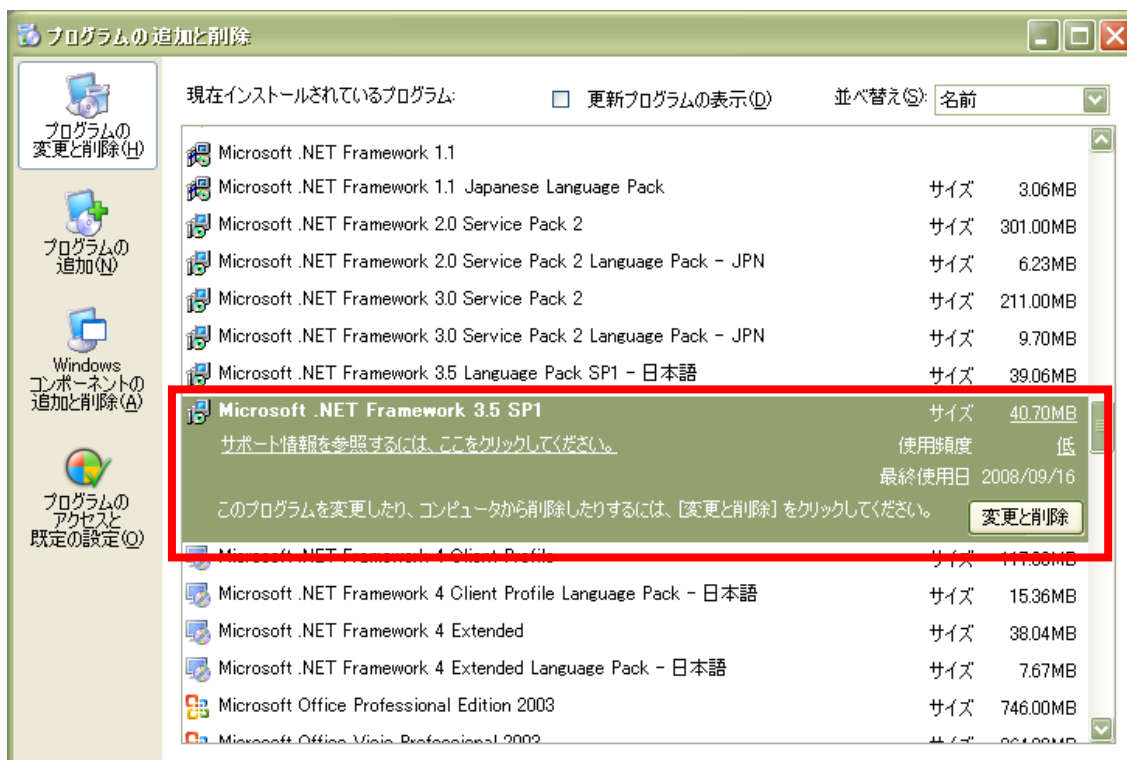 プログラムの追加と削除
現在インストールされているプログラム:
更新プログラムの表示(D)
並べ替え(S):
名前
プログラムの
変更と削除(H)
プログラムの
追加(N)
Windows
コンポーネントの
追加と削除(A)
プログラムの
アクセスと
既定の設定(O)
Microsoft .NET Framework 1.1
Microsoft .NET Framework 1.1 Japanese Language Pack サイズ 3.06MB
Microsoft .NET Framework 2.0 Service Pack 2 サイズ 301.00MB
Microsoft .NET Framework 2.0 Service Pack 2 Language Pack - JPN サイズ 6.23MB
Microsoft .NET Framework 3.0 Service Pack 2 サイズ 211.00MB
Microsoft .NET Framework 3.0 Service Pack 2 Language Pack - JPN サイズ 9.70MB
Microsoft .NET Framework 3.5 Language Pack SP1 - 日本語 サイズ 39.06MB
Microsoft .NET Framework 3.5 SP1 サイズ 40.70MB
サポート情報を参照するには、ここをクリックしてください。 使用頻度 低
最終使用日 2008/09/16
このプログラムを変更したり、コンピュータから削除したりするには、[変更と削除] をクリックしてください。 変更と削除
Microsoft .NET Framework 4 Client Profile サイズ
Microsoft .NET Framework 4 Client Profile Language Pack - 日本語 サイズ 15.36MB
Microsoft .NET Framework 4 Extended サイズ 38.04MB
Microsoft .NET Framework 4 Extended Language Pack - 日本語 サイズ 7.67MB
Microsoft Office Professional Edition 2003 サイズ 746.00MB
Microsoft Office Visio Professional 2003 サイズ